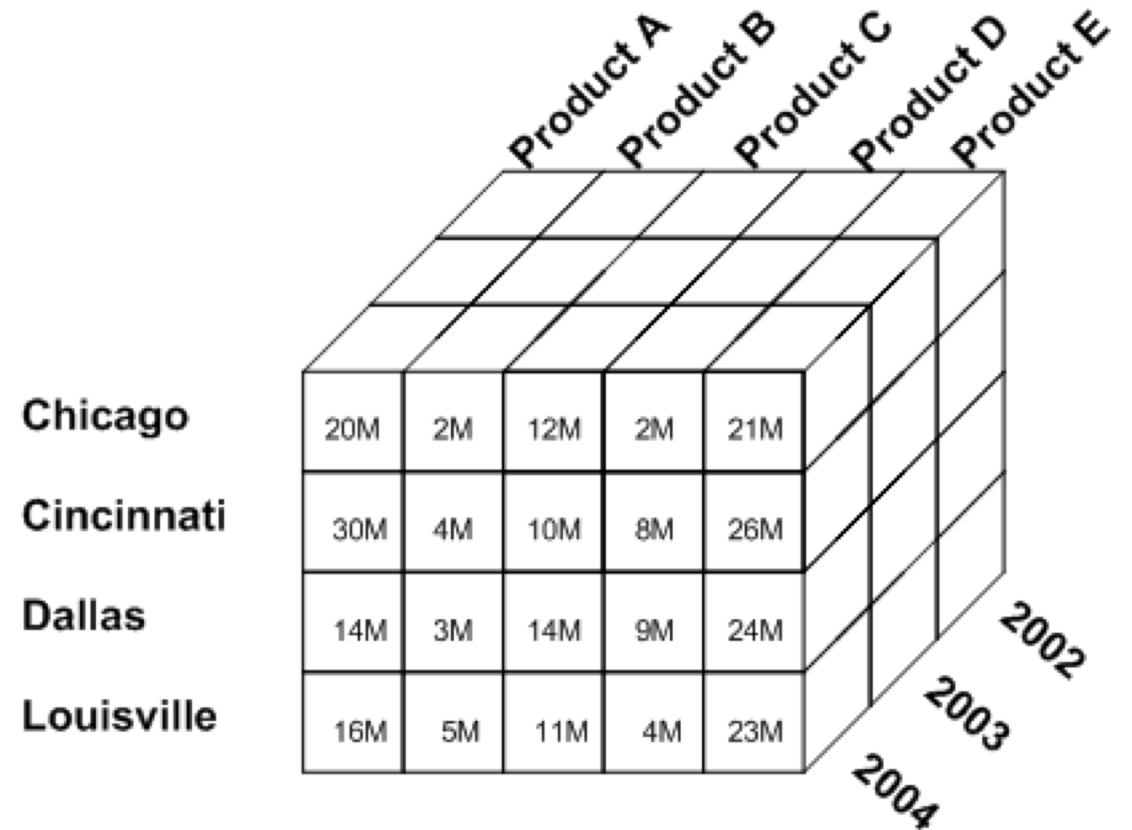 Product A
Product B
Product C
Product D
Product E
Chicago 20M 2M 12M 2M 21M
Cincinnati 30M 4M 10M 8M 26M
Dallas 14M 3M 14M 9M 24M
Louisville 16M 5M 11M 4M 23M
2002
2003
2004